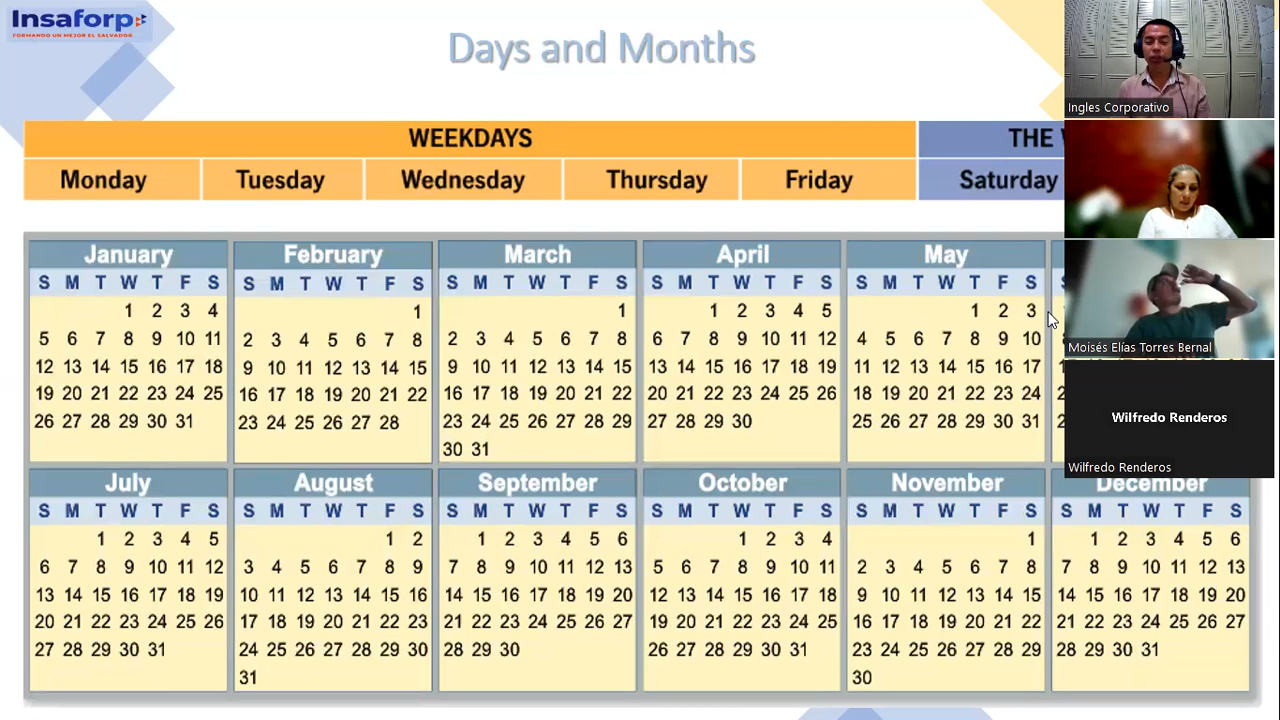 Insaforp
FORMANDO UN MEJOR EL SALVADOR
Days and Months
WEEKDAYS
THE
Monday Tuesday Wednesday Thursday Friday Saturday
January
S M T W T F S
1 2 3 4
5 6 7 8 9 10 11
12 13 14 15 16 17 18
19 20 21 22 23 24 25
26 27 28 29 30 31
February
S M T W T F S
1
2 3 4 5 6 7 8
9 10 11 12 13 14 15
16 17 18 19 20 21 22
23 24 25 26 27 28
March
S M T W T F S
1
2 3 4 5 6 7 8
9 10 11 12 13 14 15
16 17 18 19 20 21 22
23 24 25 26 27 28 29
30 31
April
S M T W T F S
1 2 3 4 5
6 7 8 9 10 11 12
13 14 15 16 17 18 19
20 21 22 23 24 25 26
27 28 29 30
May
S M T W T F S
1 2 3
4 5 6 7 8 9 10
11 12 13 14 15 16 17
18 19 20 21 22 23 24
25 26 27 28 29 30 31
July
S M T W T F S
1 2 3 4 5
6 7 8 9 10 11 12
13 14 15 16 17 18 19
20 21 22 23 24 25 26
27 28 29 30 31
August
S M T W T F S
1 2
3 4 5 6 7 8 9
10 11 12 13 14 15 16
17 18 19 20 21 22 23
24 25 26 27 28 29 30
31
September
S M T W T F S
1 2 3 4 5 6
7 8 9 10 11 12 13
14 15 16 17 18 19 20
21 22 23 24 25 26 27
28 29 30
October
S M T W T F S
1 2 3 4
5 6 7 8 9 10 11
12 13 14 15 16 17 18
19 20 21 22 23 24 25
26 27 28 29 30 31
November
S M T W T F S
1
2 3 4 5 6 7 8
9 10 11 12 13 14 15
16 17 18 19 20 21 22
23 24 25 26 27 28 29
30
December
S M T W T F S
1 2 3 4 5 6
7 8 9 10 11 12 13
14 15 16 17 18 19 20
21 22 23 24 25 26 27
28 29 30 31
Ingles Corporativo
Moisés Elías Torres Bernal
Wilfredo Renderos
Wilfredo Renderos